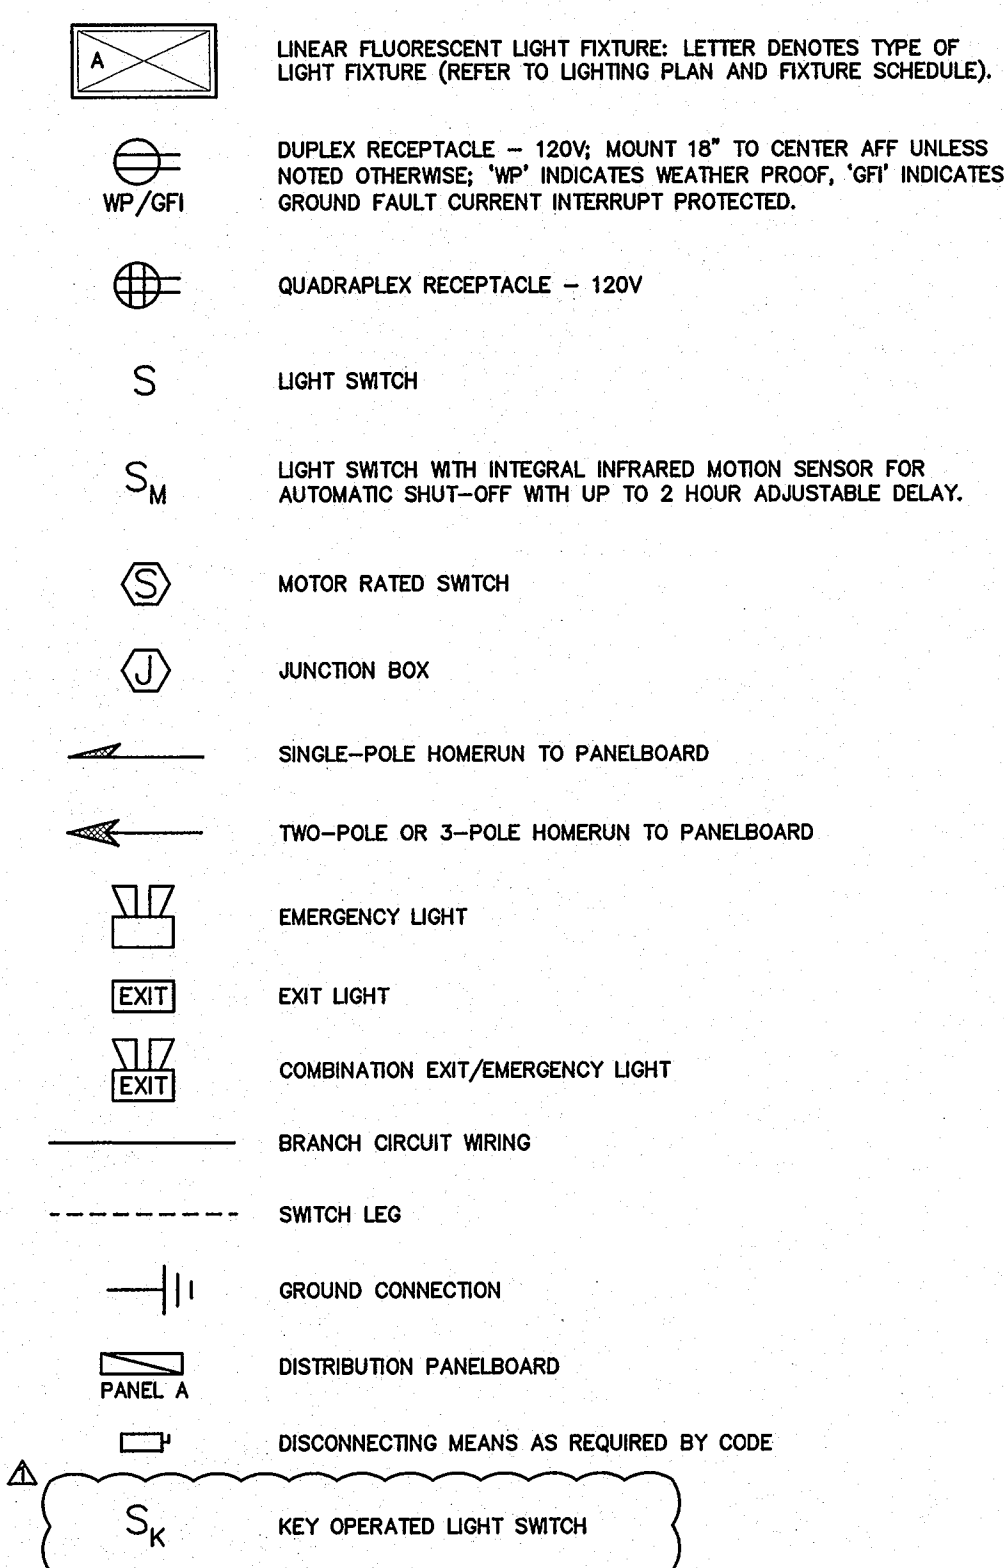 A
LINEAR FLUORESCENT LIGHT FIXTURE: LETTER DENOTES TYPE OF
LIGHT FIXTURE (REFER TO LIGHTING PLAN AND FIXTURE SCHEDULE).
DUPLEX RECEPTACLE – 120V; MOUNT 18" TO CENTER AFF UNLESS
NOTED OTHERWISE; 'WP' INDICATES WEATHER PROOF, 'GFI' INDICATES
WP/GFI
GROUND FAULT CURRENT INTERRUPT PROTECTED.
QUADRAPLEX RECEPTACLE – 120V
S
LIGHT SWITCH
SM
LIGHT SWITCH WITH INTEGRAL INFRARED MOTION SENSOR FOR
AUTOMATIC SHUT-OFF WITH UP TO 2 HOUR ADJUSTABLE DELAY.
S
MOTOR RATED SWITCH
J
JUNCTION BOX
SINGLE-POLE HOMERUN TO PANELBOARD
TWO-POLE OR 3-POLE HOMERUN TO PANELBOARD
EMERGENCY LIGHT
EXIT
EXIT LIGHT
EXIT
COMBINATION EXIT/EMERGENCY LIGHT
BRANCH CIRCUIT WIRING
SWITCH LEG
GROUND CONNECTION
DISTRIBUTION PANELBOARD
PANEL A
DISCONNECTING MEANS AS REQUIRED BY CODE
1
SK
KEY OPERATED LIGHT SWITCH